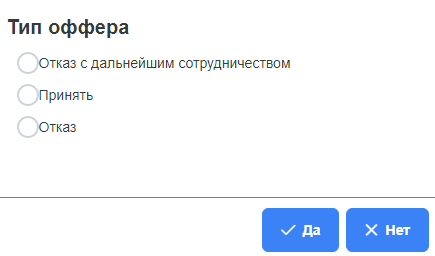 Тип оффера
Отказ с дальнейшим сотрудничеством
Принять
Отказ
Да Нет